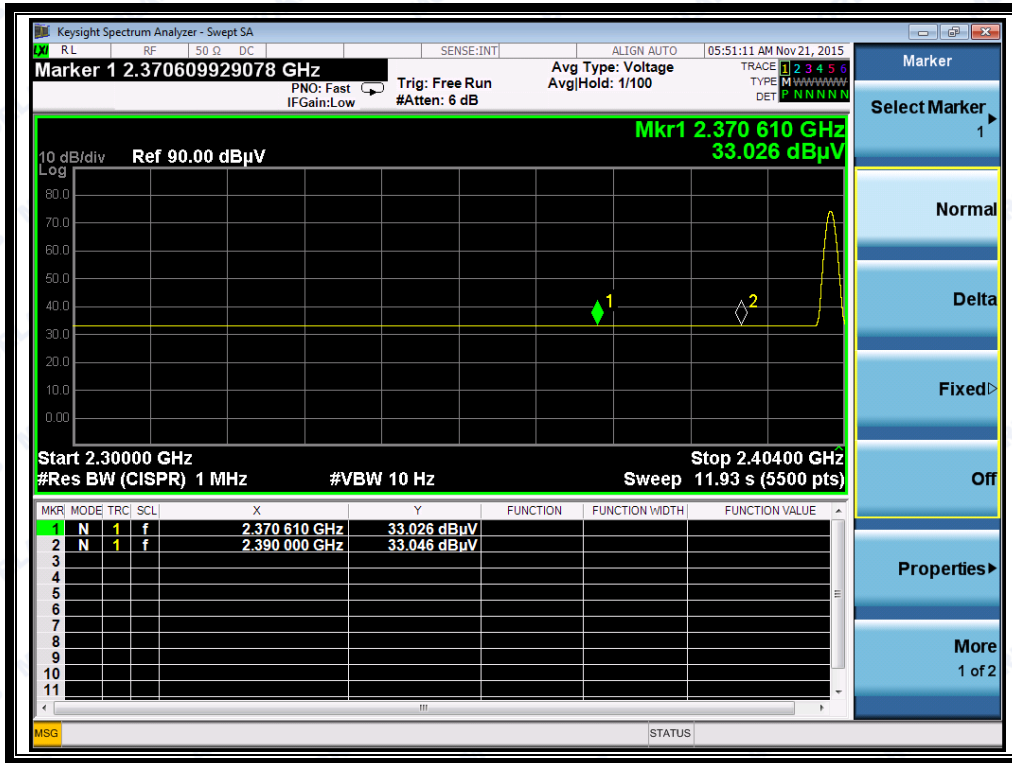 Keysight Spectrum Analyzer - Swept SA
LXI RL RF 50 Ω DC SENSE:INT ALIGN AUTO 05:51:11 AM Nov 21, 2015
Marker 1 2.370609929078 GHz
PNO: Fast
IFGain:Low
Trig: Free Run
#Atten: 6 dB
Avg Type: Voltage
Avg|Hold: 1/100
TRACE 1 2 3 4 5 6
TYPE M WWWWW
DET P N N N N N
Mkr1 2.370 610 GHz
33.026 dBµV
10 dB/div Ref 90.00 dBµV
Log
80.0
70.0
60.0
50.0
40.0
30.0
20.0
10.0
0.00
1
2
Start 2.30000 GHz Stop 2.40400 GHz
#Res BW (CISPR) 1 MHz #VBW 10 Hz Sweep 11.93 s (5500 pts)
MKR MODE TRC SCL X Y FUNCTION FUNCTION WIDTH FUNCTION VALUE
1 N 1 f 2.370 610 GHz 33.026 dBµV
2 N 1 f 2.390 000 GHz 33.046 dBµV
3
4
5
6
7
8
9
10
11
MSG STATUS
Marker
Select Marker
1
Normal
Delta
Fixed
Off
Properties
More
1 of 2